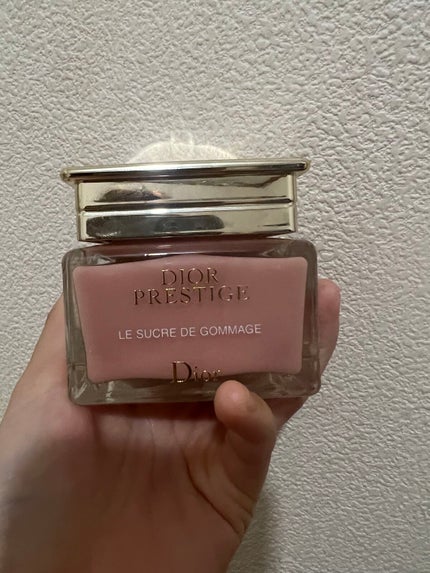 DIOR
PRESTIGE
LE SUCRE DE GOMMAGE
Dior